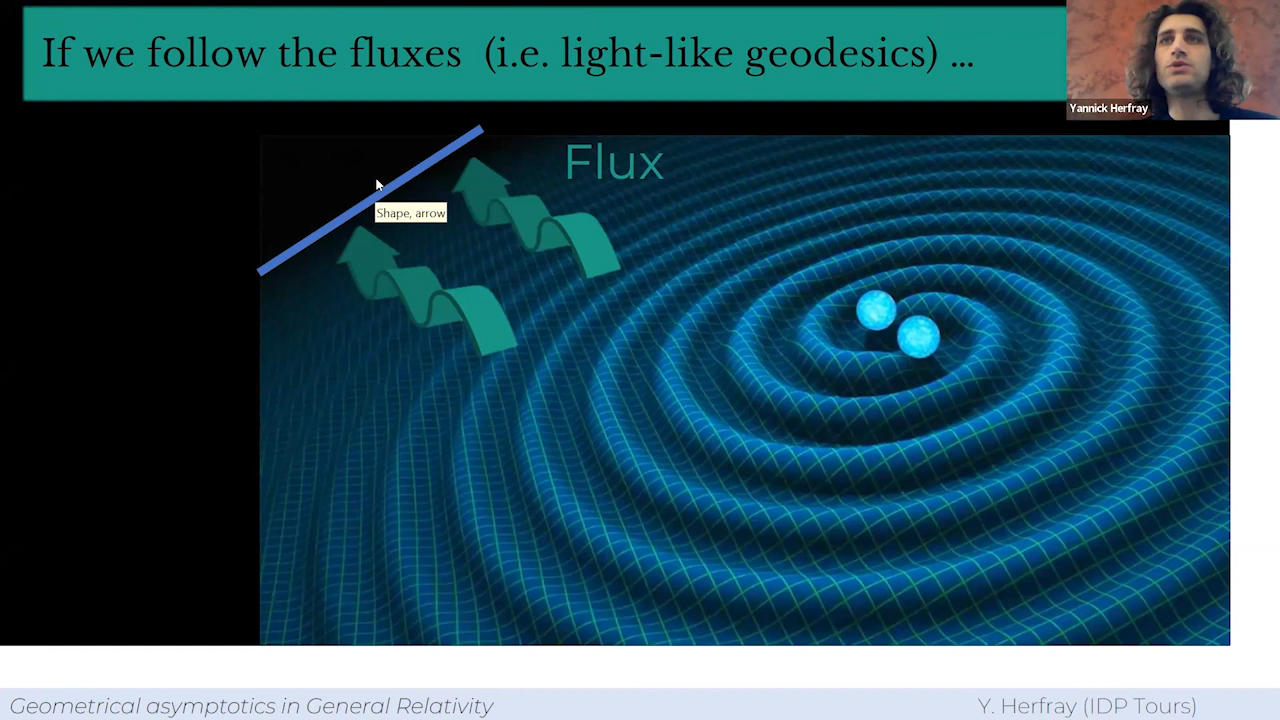 If we follow the fluxes (i.e. light-like geodesics) ...
Yannick Herfray
Flux
Shape, arrow
Geometrical asymptotics in General Relativity
Y. Herfray (IDP Tours)